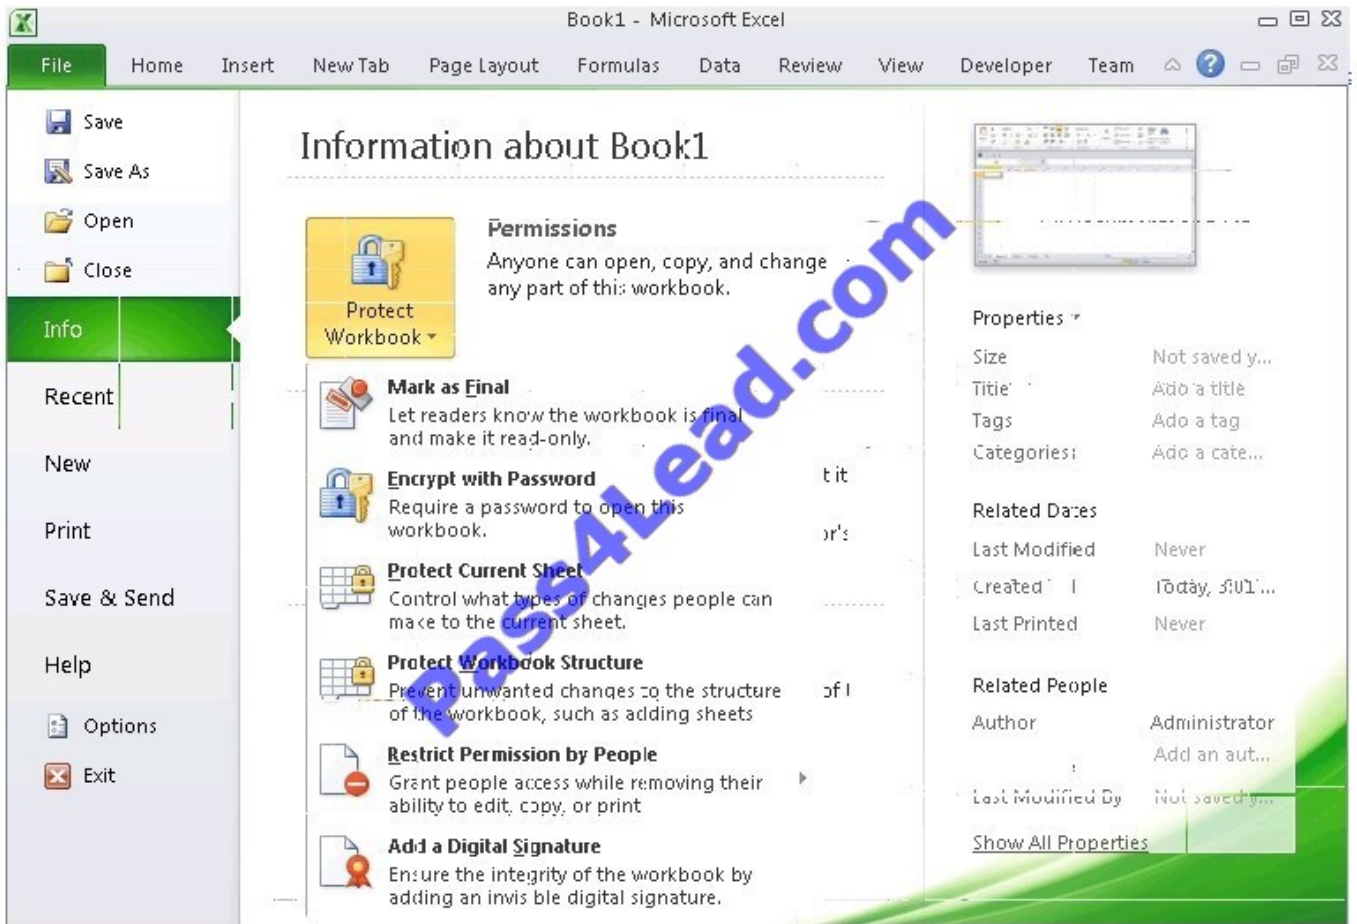 Book1 - Microsoft Excel
File Home Insert New Tab Page Layout Formulas Data Review View Developer Team
Save
Save As
Open
Close
Info
Recent
New
Print
Save & Send
Help
Options
Exit
Information about Book1
Protect
Workbook
Permissions
Anyone can open, copy, and change
any part of this workbook.
Mark as Final
Let readers know the workbook is final
and make it read-only.
Encrypt with Password
Require a password to open this
workbook.
Protect Current Sheet
Control what types of changes people can
make to the current sheet.
Protect Workbook Structure
Prevent unwanted changes to the structure
of the workbook, such as adding sheets
Restrict Permission by People
Grant people access while removing their
ability to edit, copy, or print
Add a Digital Signature
Ensure the integrity of the workbook by
adding an invisible digital signature.
t it
or's
of
Properties
Size Not saved y...
Title Add a title
Tags Add a tag
Categories Add a cate...
Related Dates
Last Modified Never
Created Today, 3:01 ...
Last Printed Never
Related People
Author Administrator
Add an aut...
Last Modified By Not saved y...
Show All Properties
Pass4Lead.com